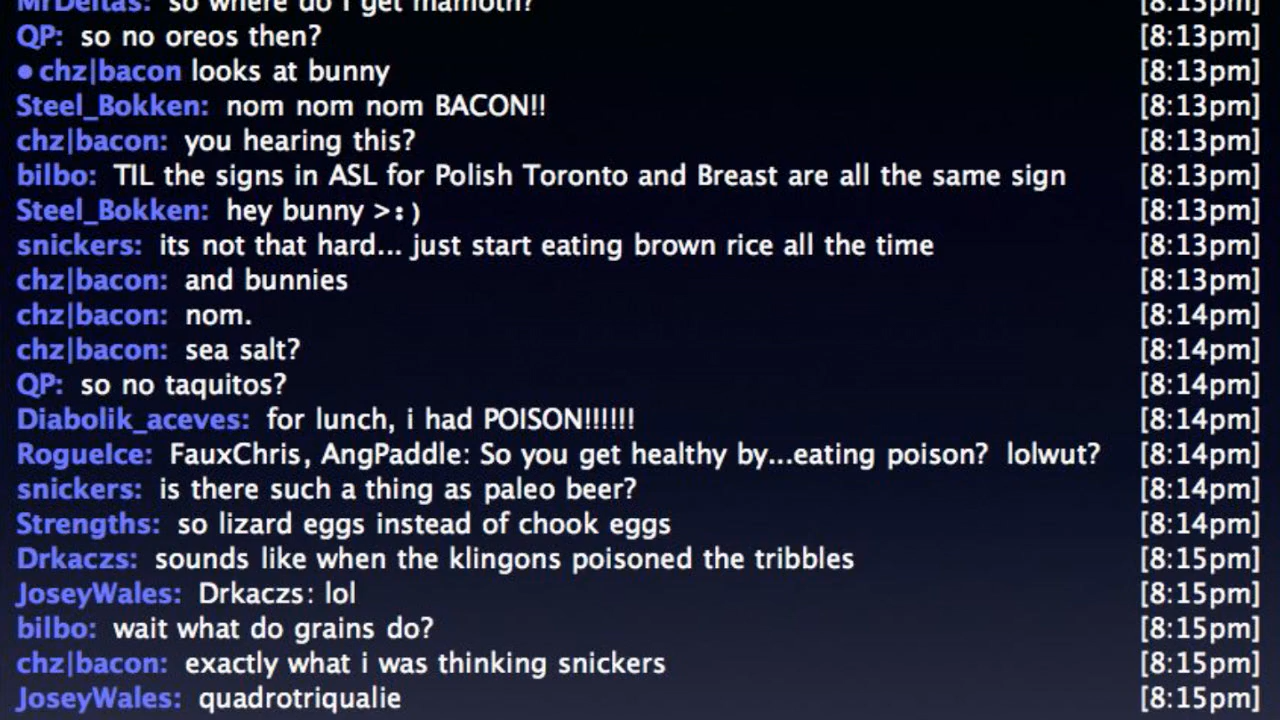 MrDeltas: so where do i get mamoth? [8:13pm]
QP: so no oreos then? [8:13pm]
● chz|bacon looks at bunny [8:13pm]
Steel_Bokken: nom nom nom BACON!! [8:13pm]
chz|bacon: you hearing this? [8:13pm]
bilbo: TIL the signs in ASL for Polish Toronto and Breast are all the same sign [8:13pm]
Steel_Bokken: hey bunny >:) [8:13pm]
snickers: its not that hard... just start eating brown rice all the time [8:13pm]
chz|bacon: and bunnies [8:13pm]
chz|bacon: nom. [8:14pm]
chz|bacon: sea salt? [8:14pm]
QP: so no taquitos? [8:14pm]
Diabolik_aceves: for lunch, i had POISON!!!!!! [8:14pm]
RogueIce: FauxChris, AngPaddle: So you get healthy by...eating poison? lolwut? [8:14pm]
snickers: is there such a thing as paleo beer? [8:14pm]
Strengths: so lizard eggs instead of chook eggs [8:14pm]
Drkaczs: sounds like when the klingons poisoned the tribbles [8:15pm]
JoseyWales: Drkaczs: lol [8:15pm]
bilbo: wait what do grains do? [8:15pm]
chz|bacon: exactly what i was thinking snickers [8:15pm]
JoseyWales: quadrotriqualie [8:15pm]